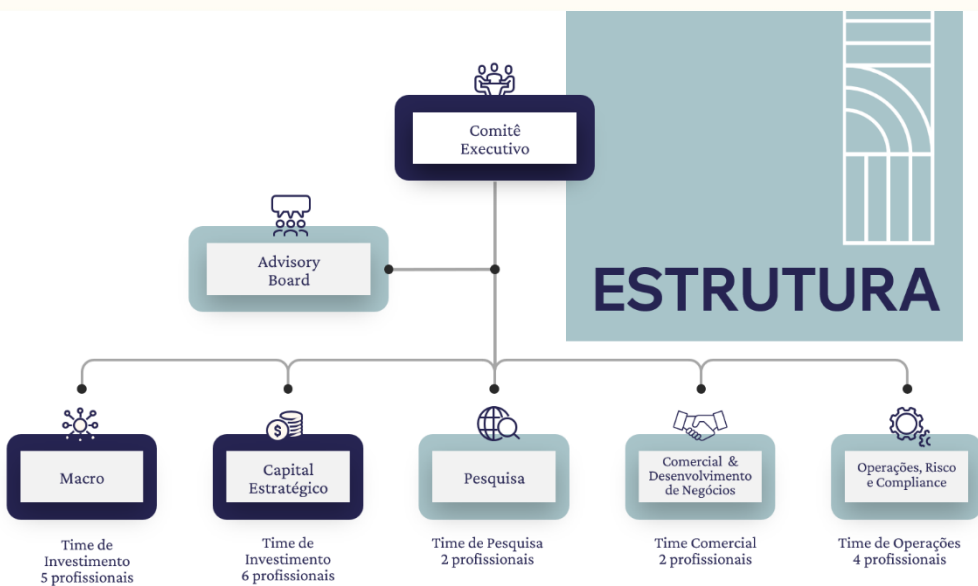 Comitê
Executivo
Advisory
Board
ESTRUTURA
$
Macro
Capital
Estratégico
Pesquisa
Comercial &
Desenvolvimento
de Negócios
Operações, Risco
e Compliance
Time de
Investimento
5 profissionais
Time de
Investimento
6 profissionais
Time de Pesquisa
2 profissionais
Time Comercial
2 profissionais
Time de Operações
4 profissionais